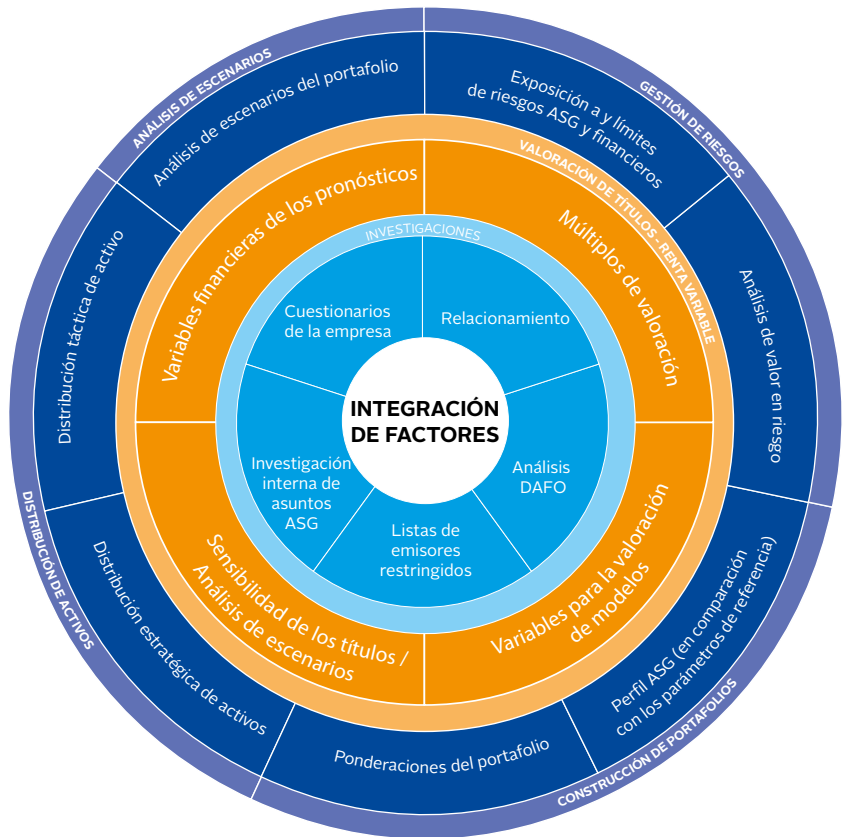 ANÁLISIS DE ESCENARIOS
Análisis de escenarios del portafolio
GESTIÓN DE RIESGOS
Exposición a y límites
de riesgos ASG y financieros
Análisis de valor en riesgo
CONSTRUCCIÓN DE PORTAFOLIOS
Perfil ASG (en comparación
con los parámetros de referencia)
Ponderaciones del portafolio
DISTRIBUCIÓN DE ACTIVOS
Distribución estratégica de activos
Distribución táctica de activo
VALORACIÓN DE TÍTULOS - RENTA VARIABLE
Variables financieras de los pronósticos
Múltiplos de valoración
Variables para la valoración
de modelos
Sensibilidad de los títulos /
Análisis de escenarios
INVESTIGACIONES
Cuestionarios
de la empresa
Relacionamiento
Análisis
DAFO
Listas de
emisores
restringidos
Investigación
interna de
asuntos
ASG
INTEGRACIÓN
DE FACTORES